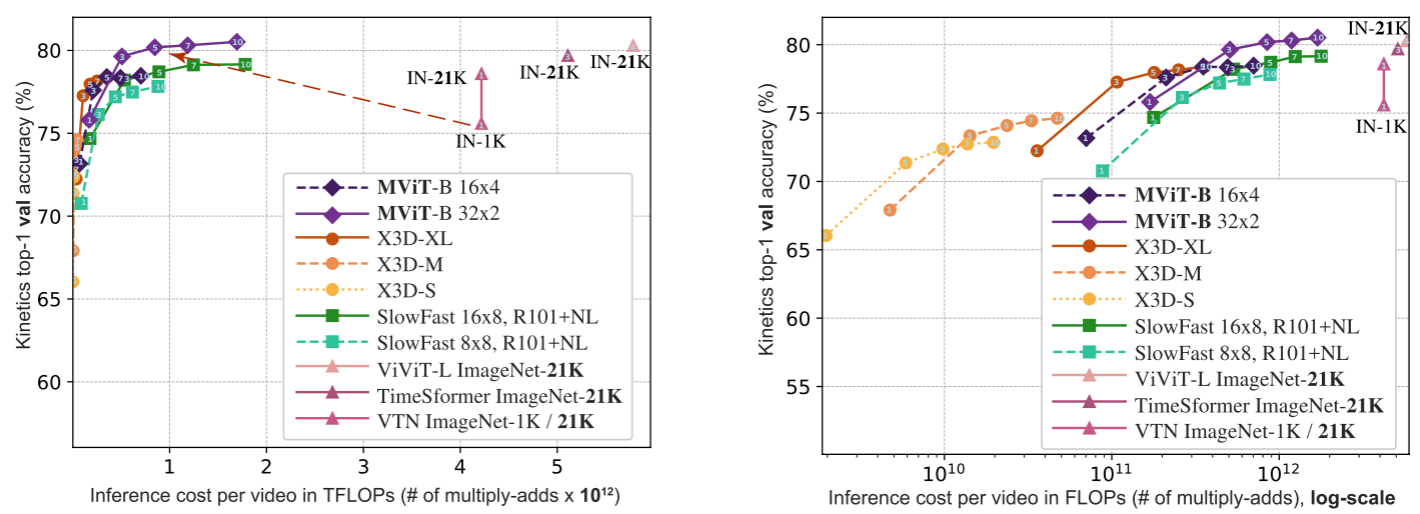 80
75
70
65
60
1
2
3
4
5
Kinetics top-1 val accuracy (%)
Inference cost per video in TFLOPs (# of multiply-adds x 10¹²)
IN-21K
IN-21K
IN-21K
IN-1K
MViT-B 16x4
MViT-B 32x2
X3D-XL
X3D-M
X3D-S
SlowFast 16x8, R101+NL
SlowFast 8x8, R101+NL
ViViT-L ImageNet-21K
TimeSformer ImageNet-21K
VTN ImageNet-1K / 21K
80
75
70
65
60
55
10¹⁰
10¹¹
10¹²
Kinetics top-1 val accuracy (%)
Inference cost per video in FLOPs (# of multiply-adds), log-scale
IN-21K
IN-1K
MViT-B 16x4
MViT-B 32x2
X3D-XL
X3D-M
X3D-S
SlowFast 16x8, R101+NL
SlowFast 8x8, R101+NL
ViViT-L ImageNet-21K
TimeSformer ImageNet-21K
VTN ImageNet-1K / 21K